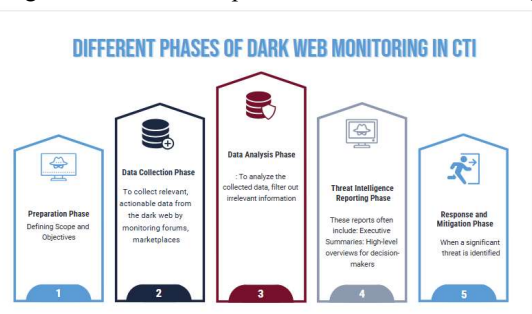 DIFFERENT PHASES OF DARK WEB MONITORING IN CTI
Preparation Phase
Defining Scope and
Objectives
1
Data Collection Phase
To collect relevant,
actionable data from
the dark web by
monitoring forums,
marketplaces
2
Data Analysis Phase
: To analyze the
collected data, filter out
irrelevant information
3
Threat Intelligence
Reporting Phase
These reports often
include: Executive
Summaries: High-level
overviews for decision-
makers
4
Response and
Mitigation Phase
When a significant
threat is identified
5